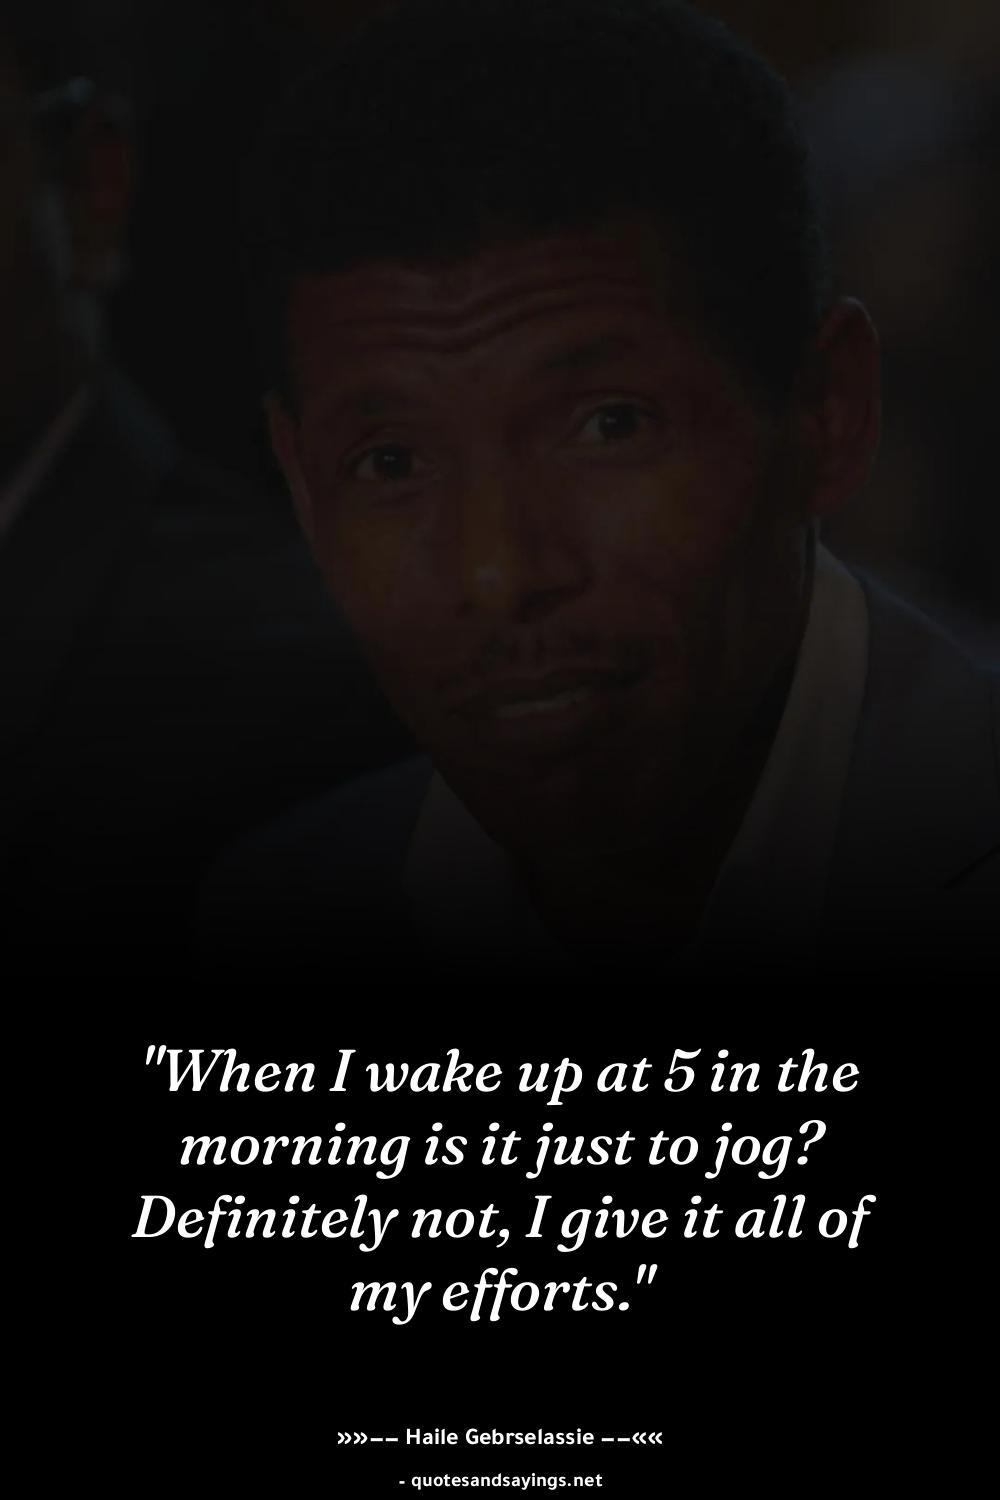 "When I wake up at 5 in the
morning is it just to jog?
Definitely not, I give it all of
my efforts."
»»−− Haile Gebrselassie −−««
- quotesandsayings.net